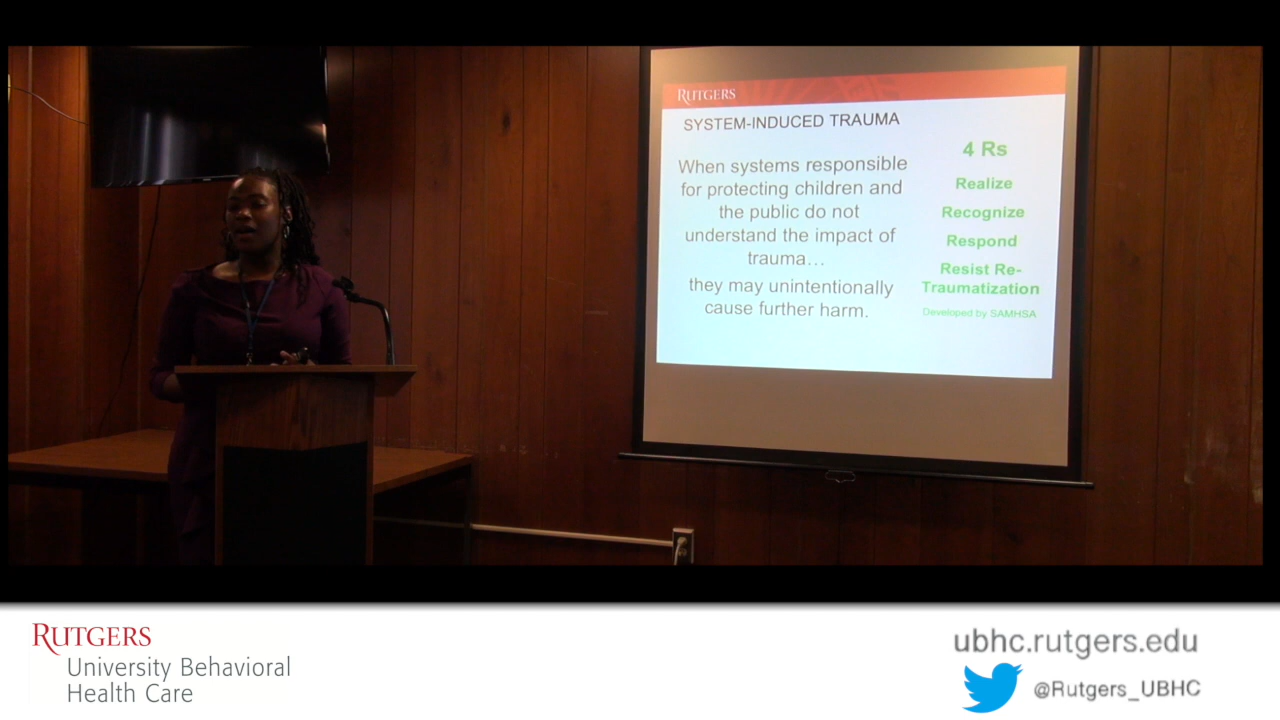 RUTGERS
SYSTEM-INDUCED TRAUMA
When systems responsible
for protecting children and
the public do not
understand the impact of
trauma…
they may unintentionally
cause further harm.
4 Rs
Realize
Recognize
Respond
Resist Re-
Traumatization
Developed by SAMHSA
RUTGERS
University Behavioral
Health Care
ubhc.rutgers.edu
@Rutgers_UBHC